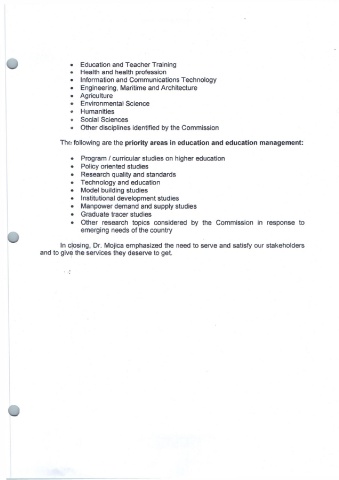 • Education and Teacher Training
• Health and health profession
• Information and Communications Technology
• Engineering, Maritime and Architecture
• Agriculture
• Environmental Science
• Humanities
• Social Sciences
• Other disciplines identified by the Commission
The following are the priority areas in education and education management:
• Program / curricular studies on higher education
• Policy oriented studies
• Research quality and standards
• Technology and education
• Model building studies
• Institutional development studies
• Manpower demand and supply studies
• Graduate tracer studies
• Other research topics considered by the Commission in response to
emerging needs of the country
In closing, Dr. Mojica emphasized the need to serve and satisfy our stakeholders
and to give the services they deserve to get.